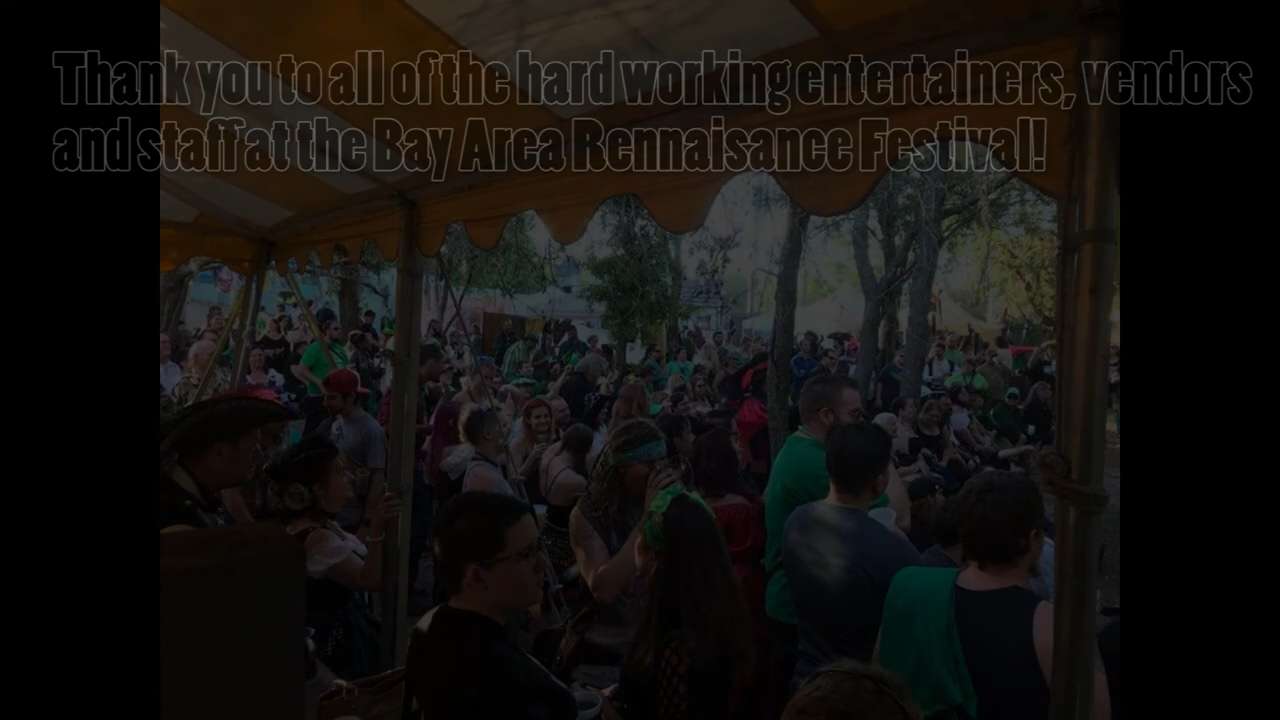 Thank you to all of the hard working entertainers, vendors
and staff at the Bay Area Rennaisance Festival!